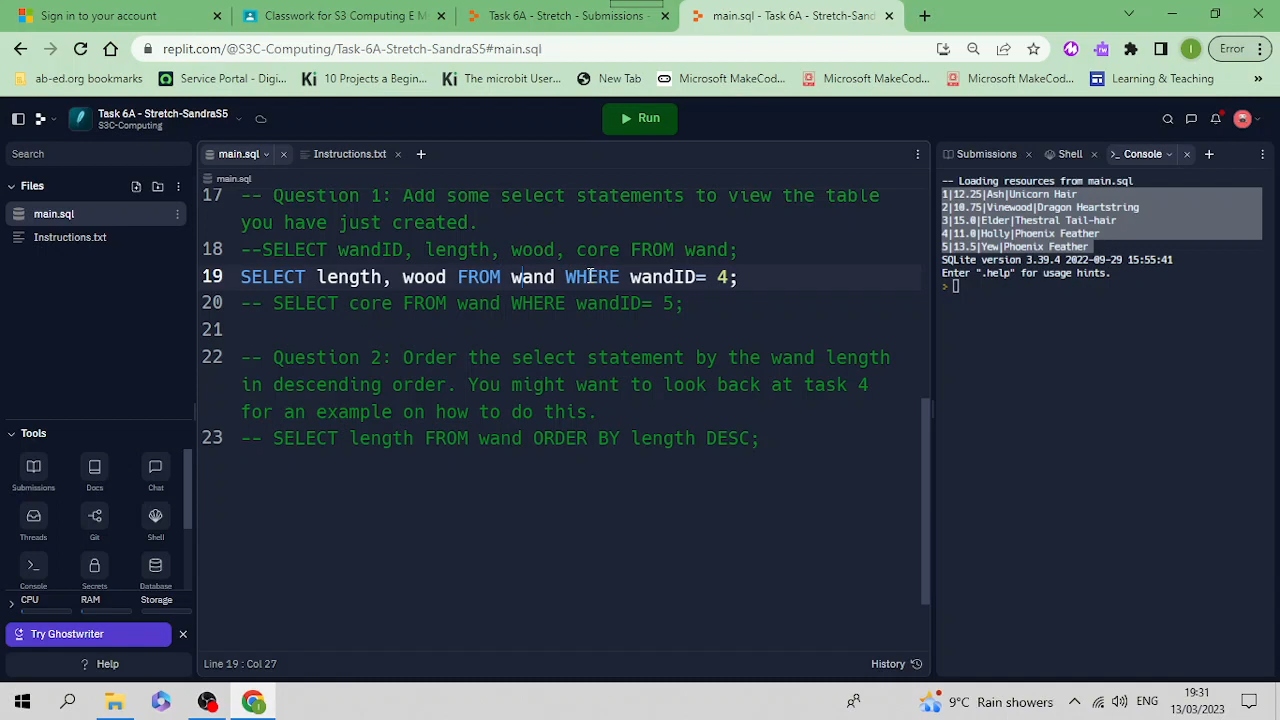 Sign in to your account
Classwork for S3 Computing E M
Task 6A - Stretch - Submissions -
main.sql - Task 6A - Stretch-Sand
replit.com/@S3C-Computing/Task-6A-Stretch-SandraS5#main.sql
Error
ab-ed.org bookmarks
Service Portal - Digi...
10 Projects a Begin...
The microbit User...
New Tab
Microsoft MakeCod...
Microsoft MakeCod...
Microsoft MakeCod...
Learning & Teaching
»
Task 6A - Stretch-SandraS5
S3C-Computing
Run
Search
main.sql
Instructions.txt
Submissions
Shell
Console
main.sql
Files
main.sql
Instructions.txt
17 -- Question 1: Add some select statements to view the table
you have just created.
18 --SELECT wandID, length, wood, core FROM wand;
19 SELECT length, wood FROM wand WHERE wandID= 4;
20 -- SELECT core FROM wand WHERE wandID= 5;
21
22 -- Question 2: Order the select statement by the wand length
in descending order. You might want to look back at task 4
for an example on how to do this.
23 -- SELECT length FROM wand ORDER BY length DESC;
-- Loading resources from main.sql
1|12.25|Ash|Unicorn Hair
2|10.75|Vinewood|Dragon Heartstring
3|15.0|Elder|Thestral Tail-hair
4|11.0|Holly|Phoenix Feather
5|13.5|Yew|Phoenix Feather
SQLite version 3.39.4 2022-09-29 15:55:41
Enter ".help" for usage hints.
>
Tools
Submissions
Docs
Chat
Threads
Git
Shell
Console
Secrets
Database
CPU
RAM
Storage
Try Ghostwriter
? Help
Line 19 : Col 27
History
9°C Rain showers
ENG
19:31
13/03/2023